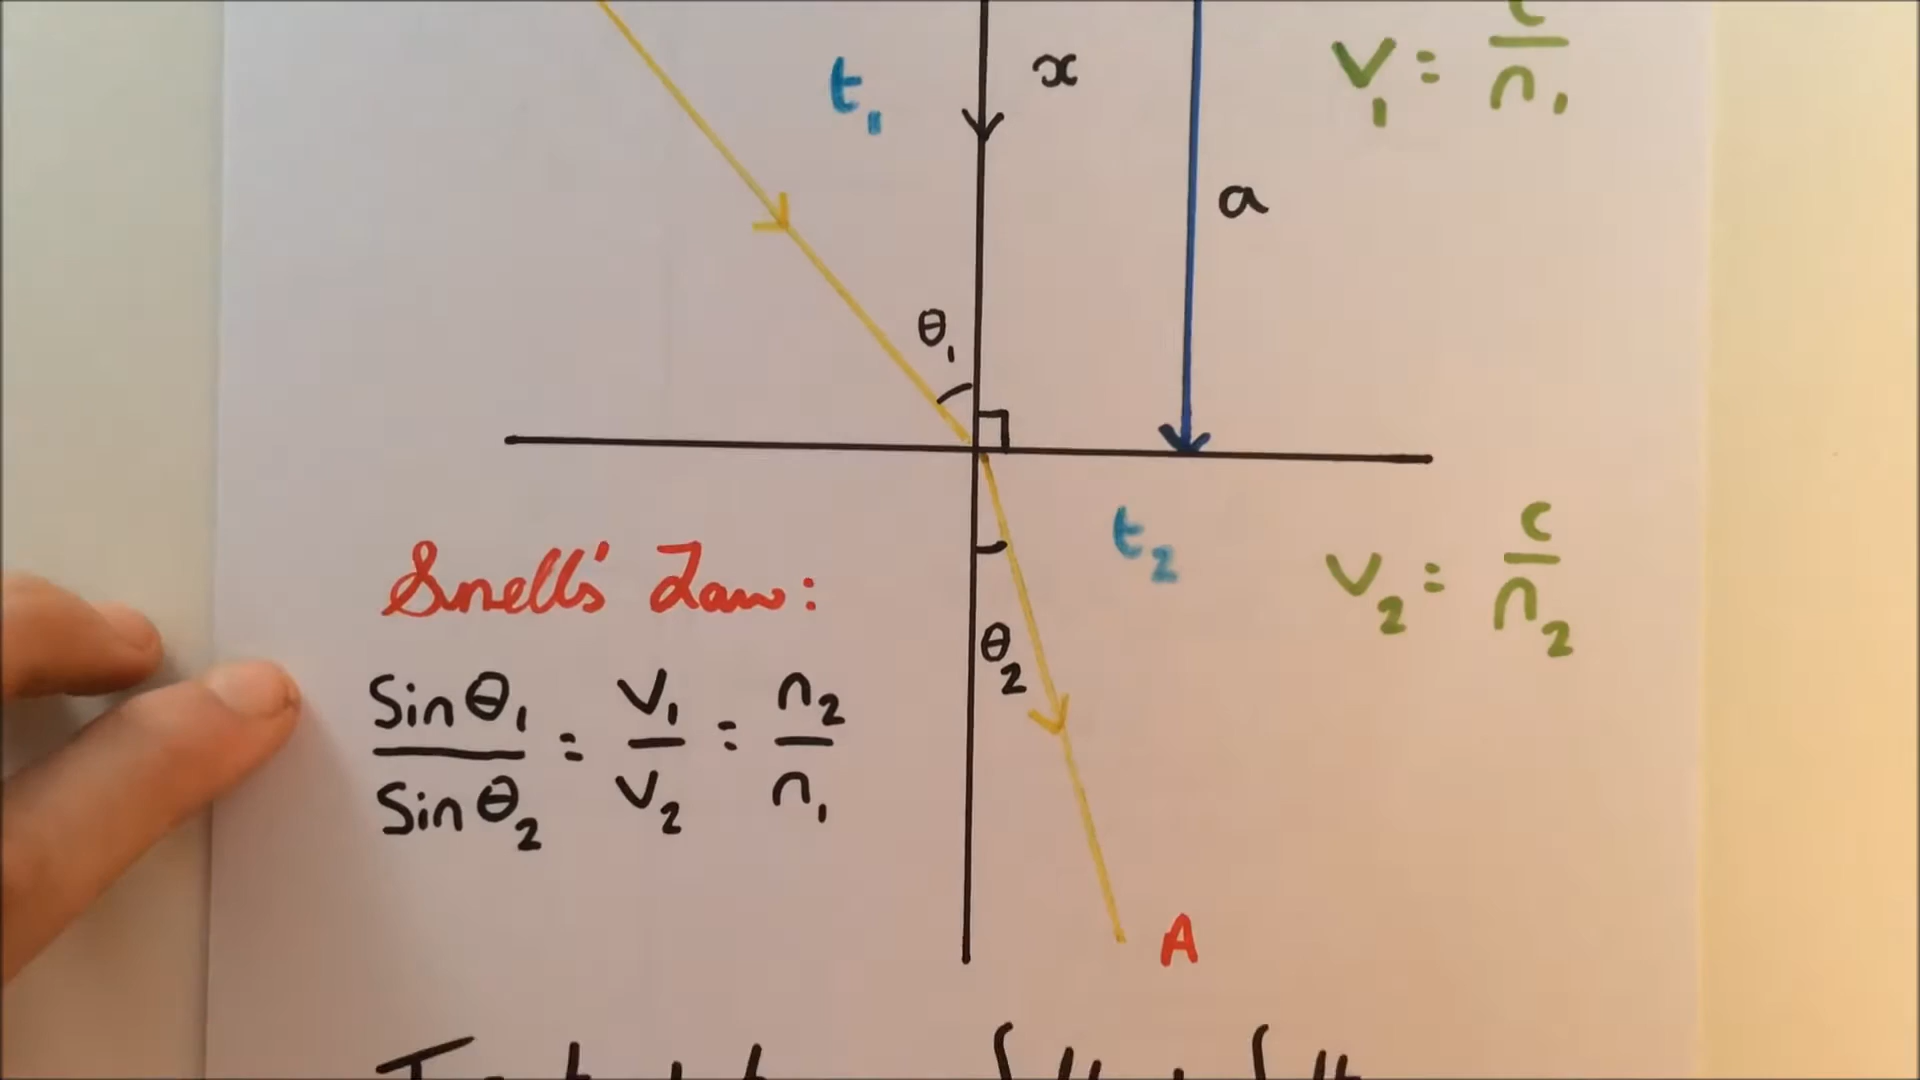 x
t₁
V₁ = c/n₁
a
θ₁
t₂
V₂ = c/n₂
Snell's Law:
θ₂
Sinθ₁/Sinθ₂ = V₁/V₂ = n₂/n₁
A